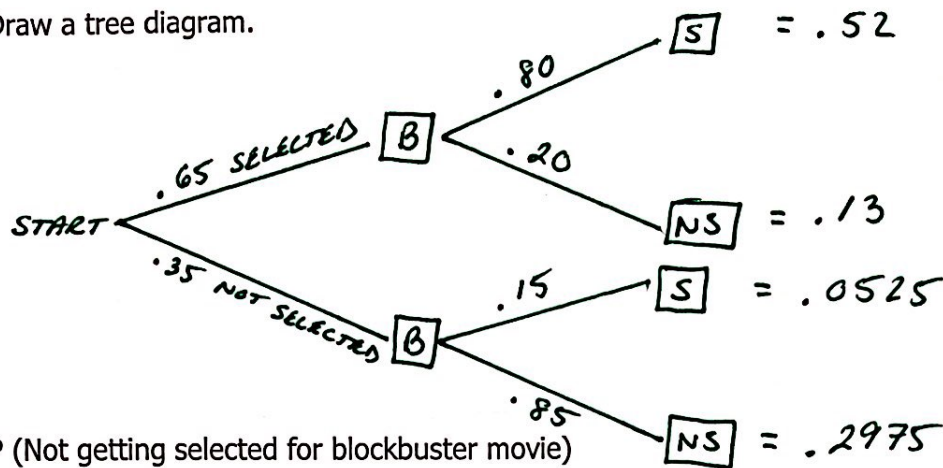 Draw a tree diagram.
S = .52
.80
.65 SELECTED B
.20
START
NS = .13
.35 NOT SELECTED B
.15
S = .0525
.85
NS = .2975
P (Not getting selected for blockbuster movie)